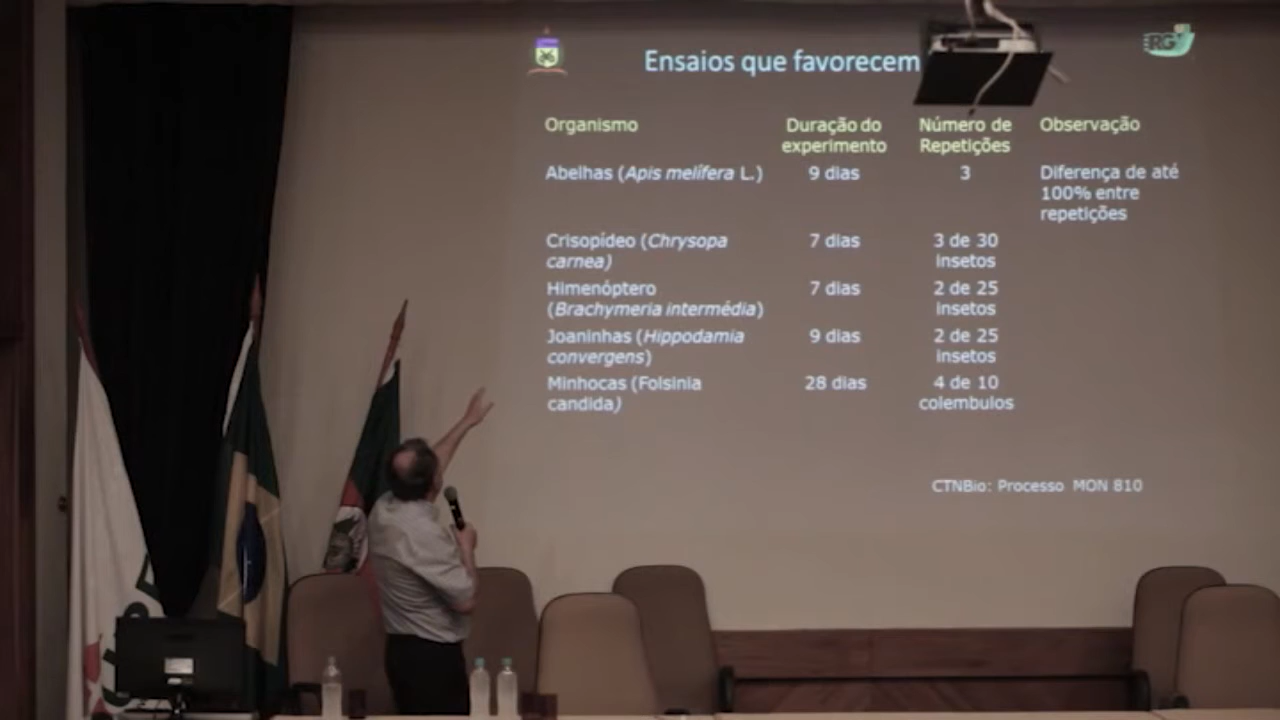 Ensaios que favorecem
RG
Organismo Duração do experimento Número de Repetições Observação
Abelhas (Apis melífera L.) 9 dias 3 Diferença de até 100% entre repetições
Crisopídeo (Chrysopa carnea) 7 dias 3 de 30 insetos
Himenóptero (Brachymeria intermédia) 7 dias 2 de 25 insetos
Joaninhas (Hippodamia convergens) 9 dias 2 de 25 insetos
Minhocas (Folsinia candida) 28 dias 4 de 10 colembulos
CTNBio: Processo MON 810